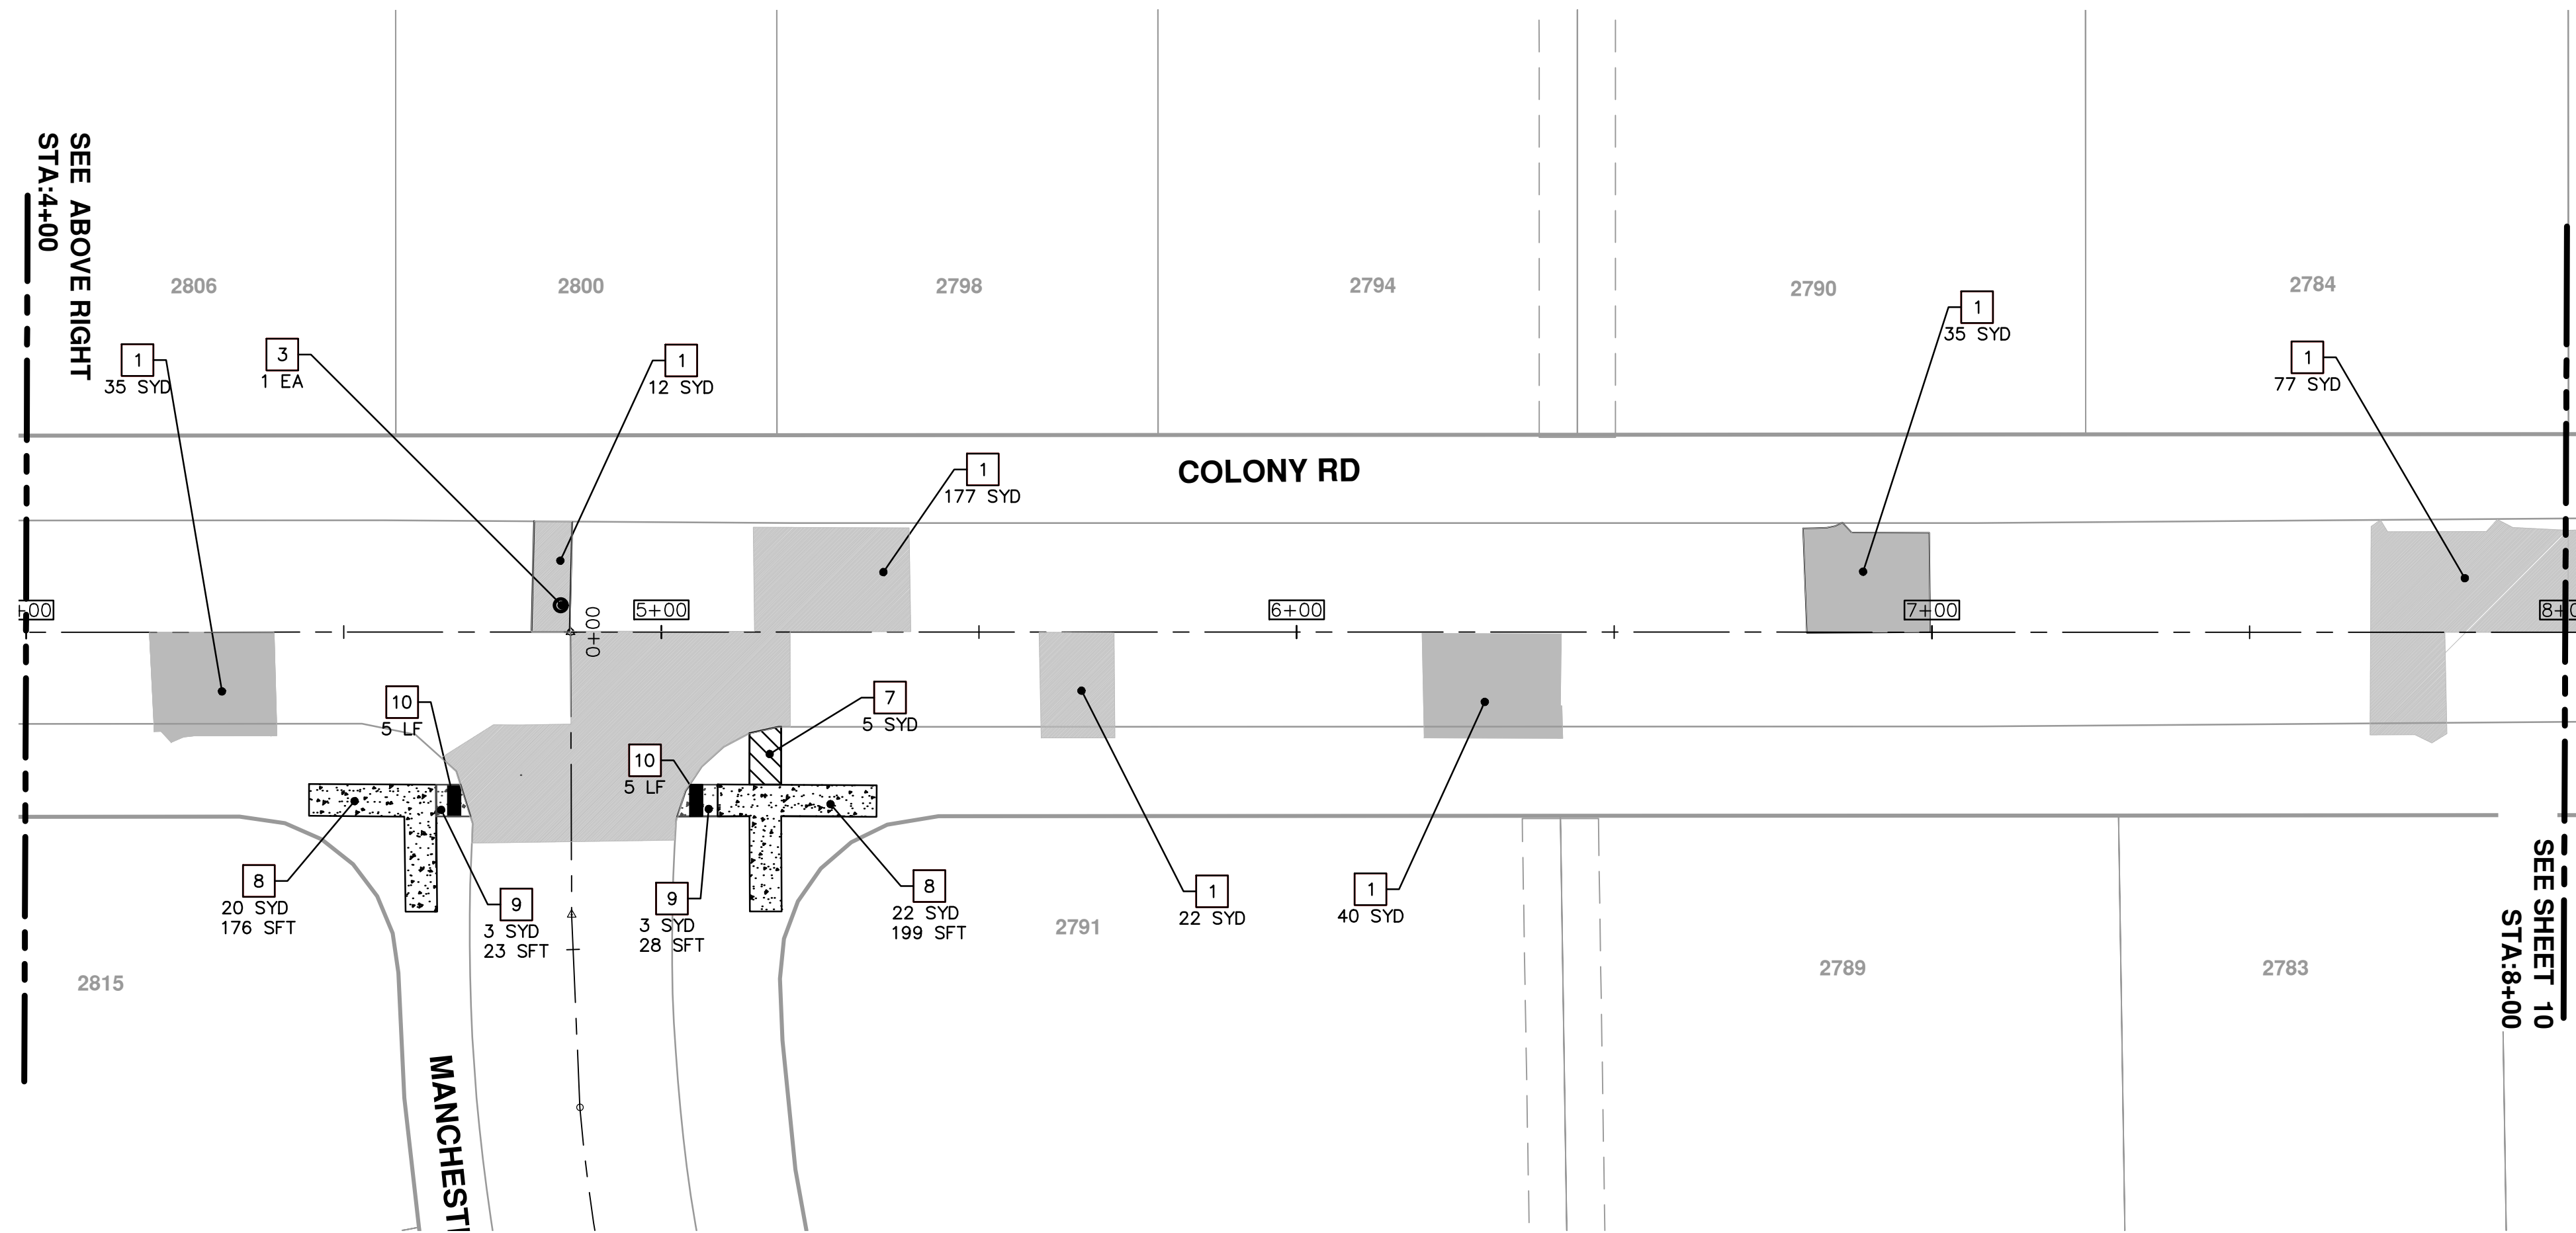 SEE ABOVE RIGHT
STA:4+00
2806
2800
2798
2794
2790
2784
1
35 SYD
3
1 EA
1
12 SYD
1
177 SYD
1
35 SYD
1
77 SYD
COLONY RD
+00
0+00
5+00
6+00
7+00
8+0
10
5 LF
10
5 LF
7
5 SYD
8
20 SYD
176 SFT
9
3 SYD
23 SFT
9
3 SYD
28 SFT
8
22 SYD
199 SFT
1
22 SYD
1
40 SYD
2815
2791
2789
2783
SEE SHEET 10
STA:8+00
MANCHEST